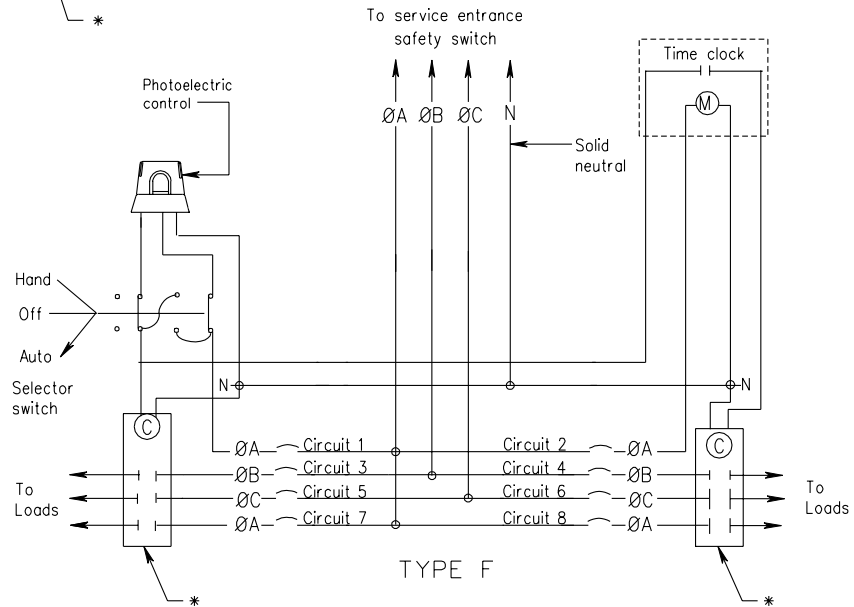 *
To service entrance
safety switch
Time clock
Photoelectric
control
ØA ØB ØC N
M
Solid
neutral
Hand
Off
Auto
Selector
switch
N
N
C
C
ØA Circuit 1 Circuit 2 ØA
ØB Circuit 3 Circuit 4 ØB
ØC Circuit 5 Circuit 6 ØC
ØA Circuit 7 Circuit 8 ØA
To
Loads
To
Loads
TYPE F
*
*